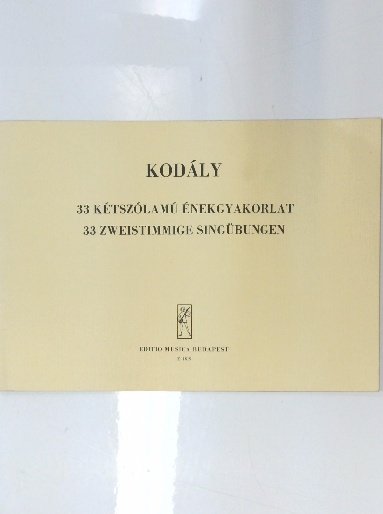 KODÁLY
33 KÉTSZÓLAMÚ ÉNEKGYAKORLAT
33 ZWEISTIMMIGE SINGÜBUNGEN
EDITIO MUSICA BUDAPEST